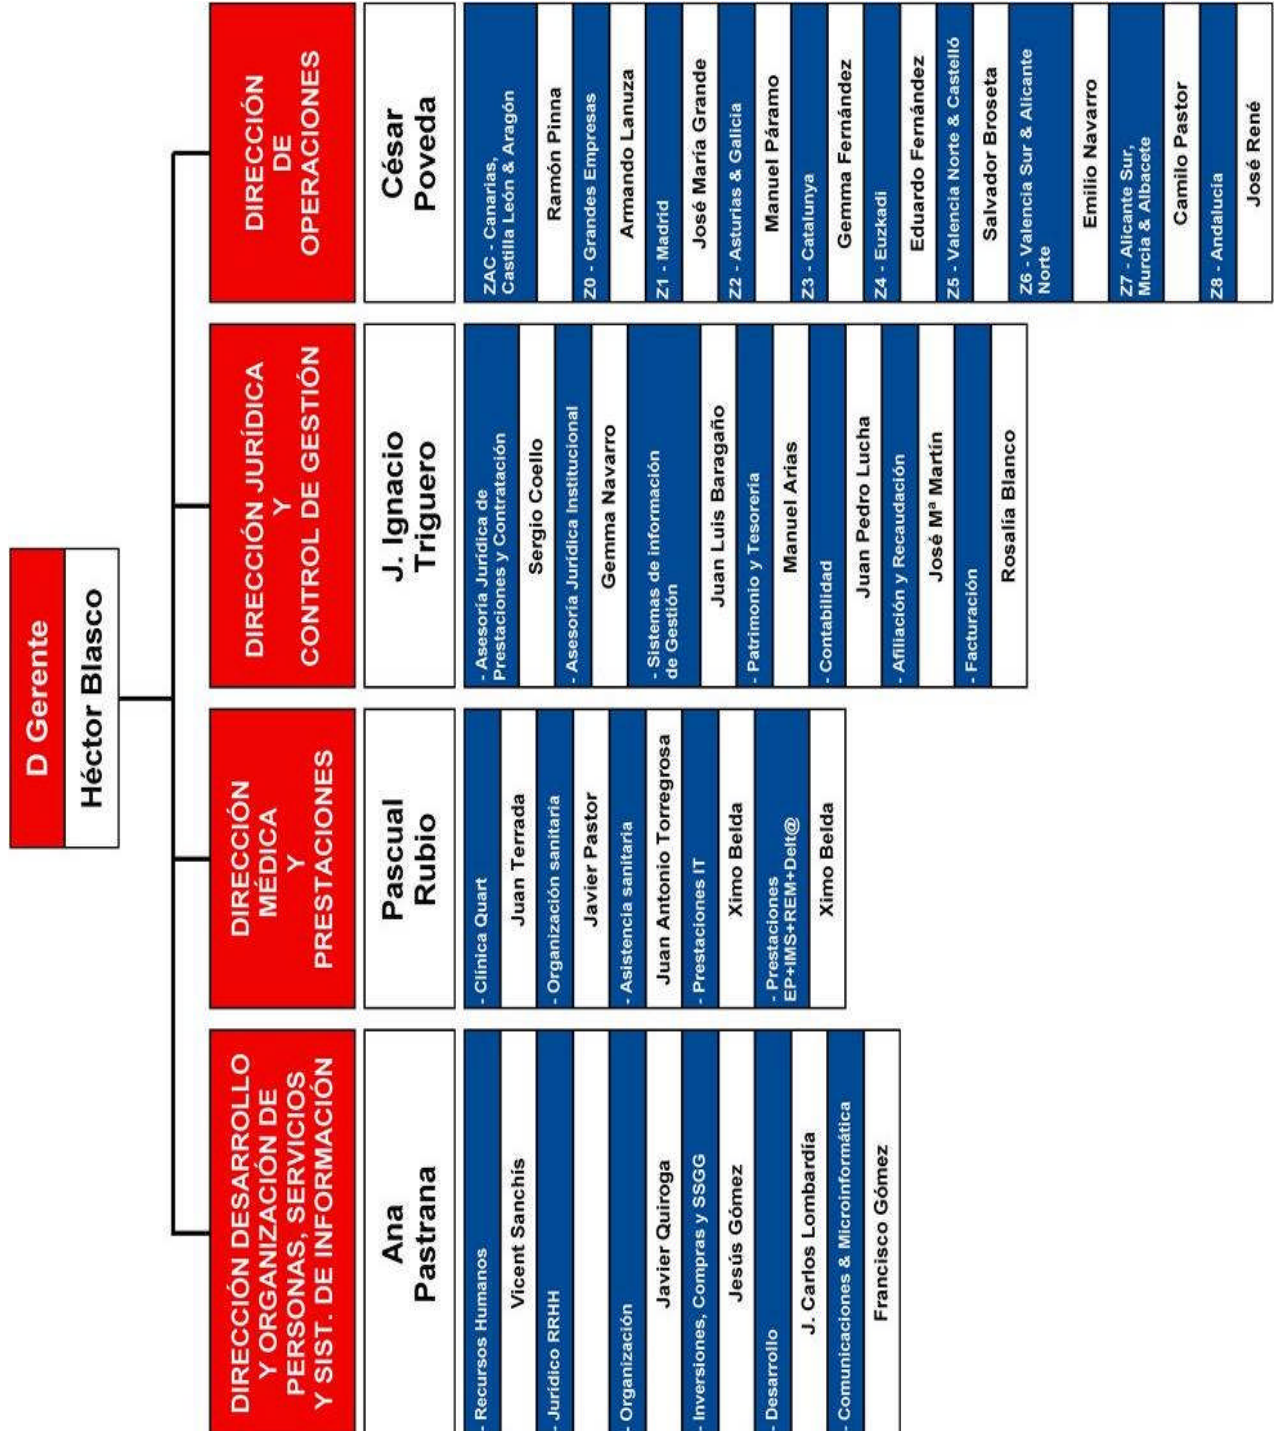 D Gerente
Héctor Blasco
DIRECCIÓN DESARROLLO
Y ORGANIZACIÓN DE
PERSONAS, SERVICIOS
Y SIST. DE INFORMACIÓN
Ana
Pastrana
- Recursos Humanos
Vicent Sanchís
- Jurídico RRHH
- Organización
Javier Quiroga
- Inversiones, Compras y SSGG
Jesús Gómez
- Desarrollo
J. Carlos Lombardía
- Comunicaciones & Microinformática
Francisco Gómez
DIRECCIÓN
MÉDICA
Y
PRESTACIONES
Pascual
Rubio
- Clínica Quart
Juan Terrada
- Organización sanitaria
Javier Pastor
- Asistencia sanitaria
Juan Antonio Torregrosa
- Prestaciones IT
Ximo Belda
- Prestaciones
EP+IMS+REM+Delt@
Ximo Belda
DIRECCIÓN JURÍDICA
Y
CONTROL DE GESTIÓN
J. Ignacio
Triguero
- Asesoría Jurídica de
Prestaciones y Contratación
Sergio Coello
- Asesoría Jurídica Institucional
Gemma Navarro
- Sistemas de información
de Gestión
Juan Luis Baragaño
- Patrimonio y Tesorería
Manuel Arias
- Contabilidad
Juan Pedro Lucha
- Afiliación y Recaudación
José Mª Martín
- Facturación
Rosalía Blanco
DIRECCIÓN
DE
OPERACIONES
César
Poveda
ZAC - Canarias,
Castilla León & Aragón
Ramón Pinna
Z0 - Grandes Empresas
Armando Lanuza
Z1 - Madrid
José María Grande
Z2 - Asturias & Galicia
Manuel Páramo
Z3 - Catalunya
Gemma Fernández
Z4 - Euzkadi
Eduardo Fernández
Z5 - Valencia Norte & Castelló
Salvador Broseta
Z6 - Valencia Sur & Alicante
Norte
Emilio Navarro
Z7 - Alicante Sur,
Murcia & Albacete
Camilo Pastor
Z8 - Andalucía
José René